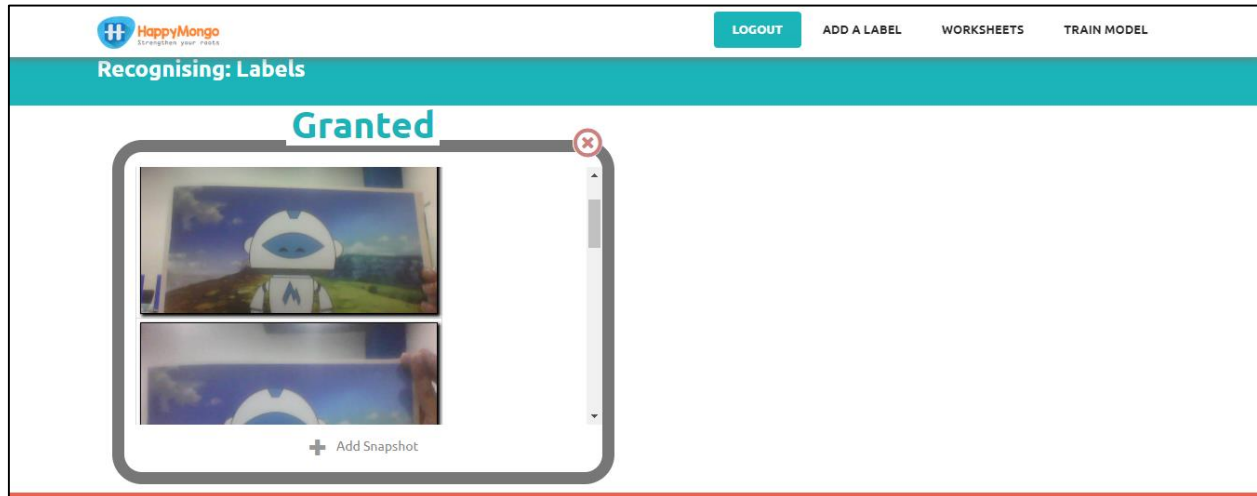 HappyMongo
Strengthen your roots
LOGOUT
ADD A LABEL
WORKSHEETS
TRAIN MODEL
Recognising: Labels
Granted
Add Snapshot